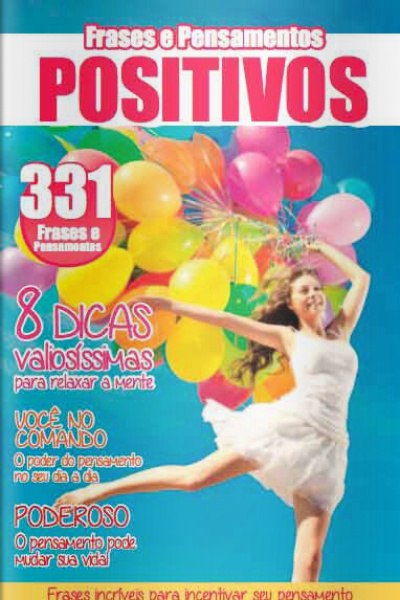 Frases e Pensamentos
POSITIVOS
331
Frases e
Pensamentos
8 DICAS
valiosíssimas
para relaxar a mente
VOCÊ NO
COMANDO
O poder do pensamento
no seu dia a dia
PODEROSO
O pensamento pode
mudar sua vida!
Frases incríveis para incentivar seu pensamento